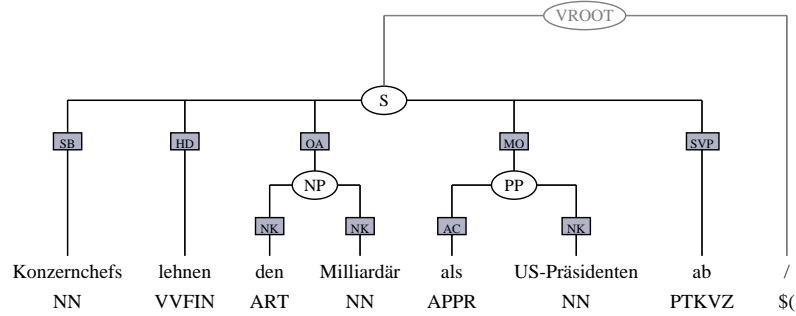 VROOT
S
SB HD OA MO SVP
NP PP
NK NK AC NK
Konzernchefs lehnen den Milliardär als US-Präsidenten ab /
NN VVFIN ART NN APPR NN PTKVZ $(